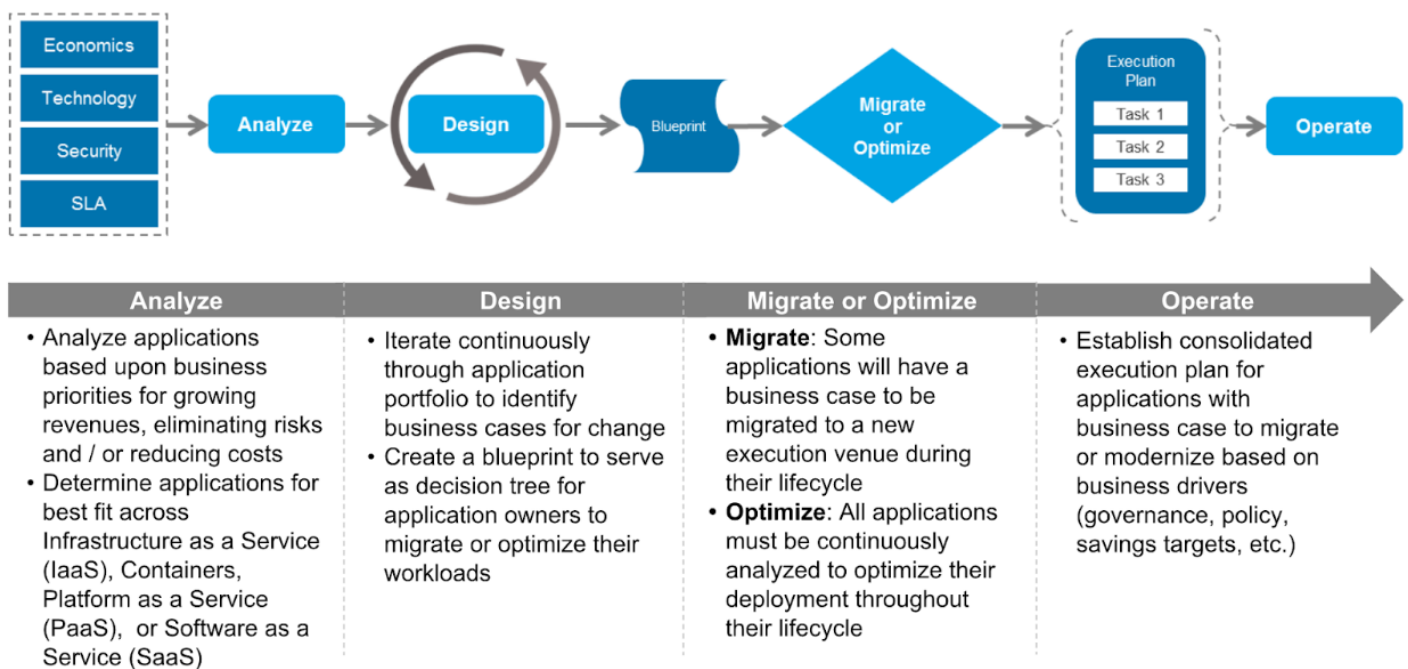 Economics
Technology
Security
SLA
Analyze
Design
Blueprint
Migrate
or
Optimize
Execution
Plan
Task 1
Task 2
Task 3
Operate
Analyze
• Analyze applications
based upon business
priorities for growing
revenues, eliminating risks
and / or reducing costs
• Determine applications for
best fit across
Infrastructure as a Service
(IaaS), Containers,
Platform as a Service
(PaaS), or Software as a
Service (SaaS)
Design
• Iterate continuously
through application
portfolio to identify
business cases for change
• Create a blueprint to serve
as decision tree for
application owners to
migrate or optimize their
workloads
Migrate or Optimize
• Migrate: Some
applications will have a
business case to be
migrated to a new
execution venue during
their lifecycle
• Optimize: All applications
must be continuously
analyzed to optimize their
deployment throughout
their lifecycle
Operate
• Establish consolidated
execution plan for
applications with
business case to migrate
or modernize based on
business drivers
(governance, policy,
savings targets, etc.)